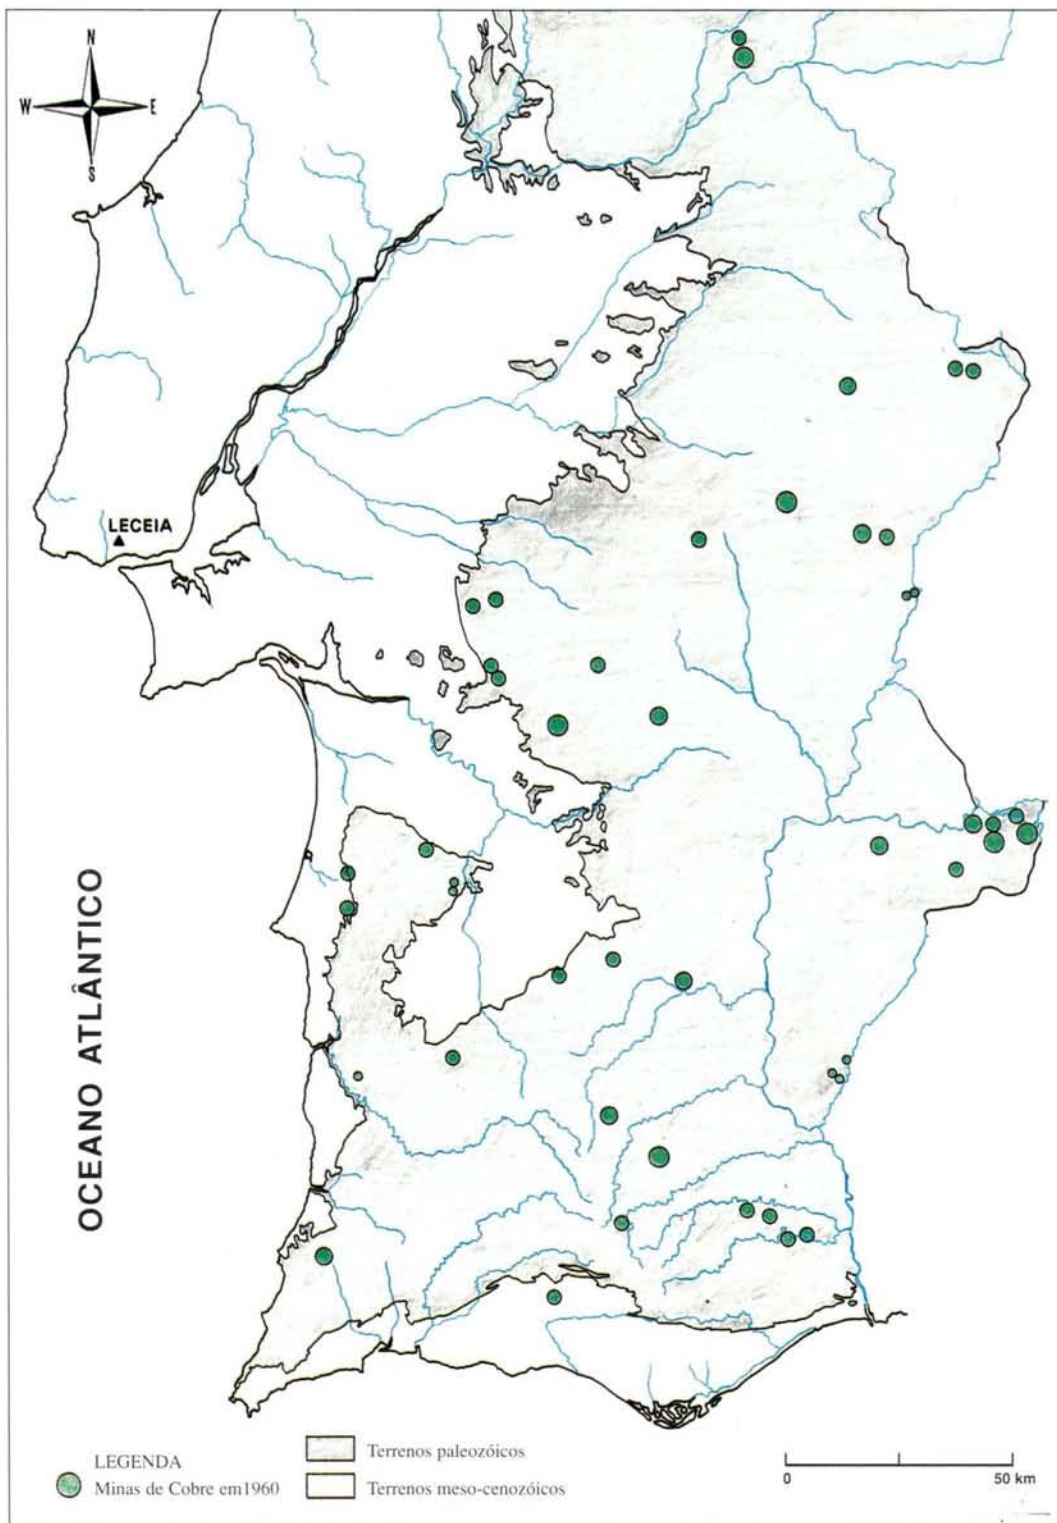 N
W E
S
LECEIA
OCEANO ATLÂNTICO
LEGENDA
Minas de Cobre em1960
Terrenos paleozóicos
Terrenos meso-cenozóicos
0 50 km